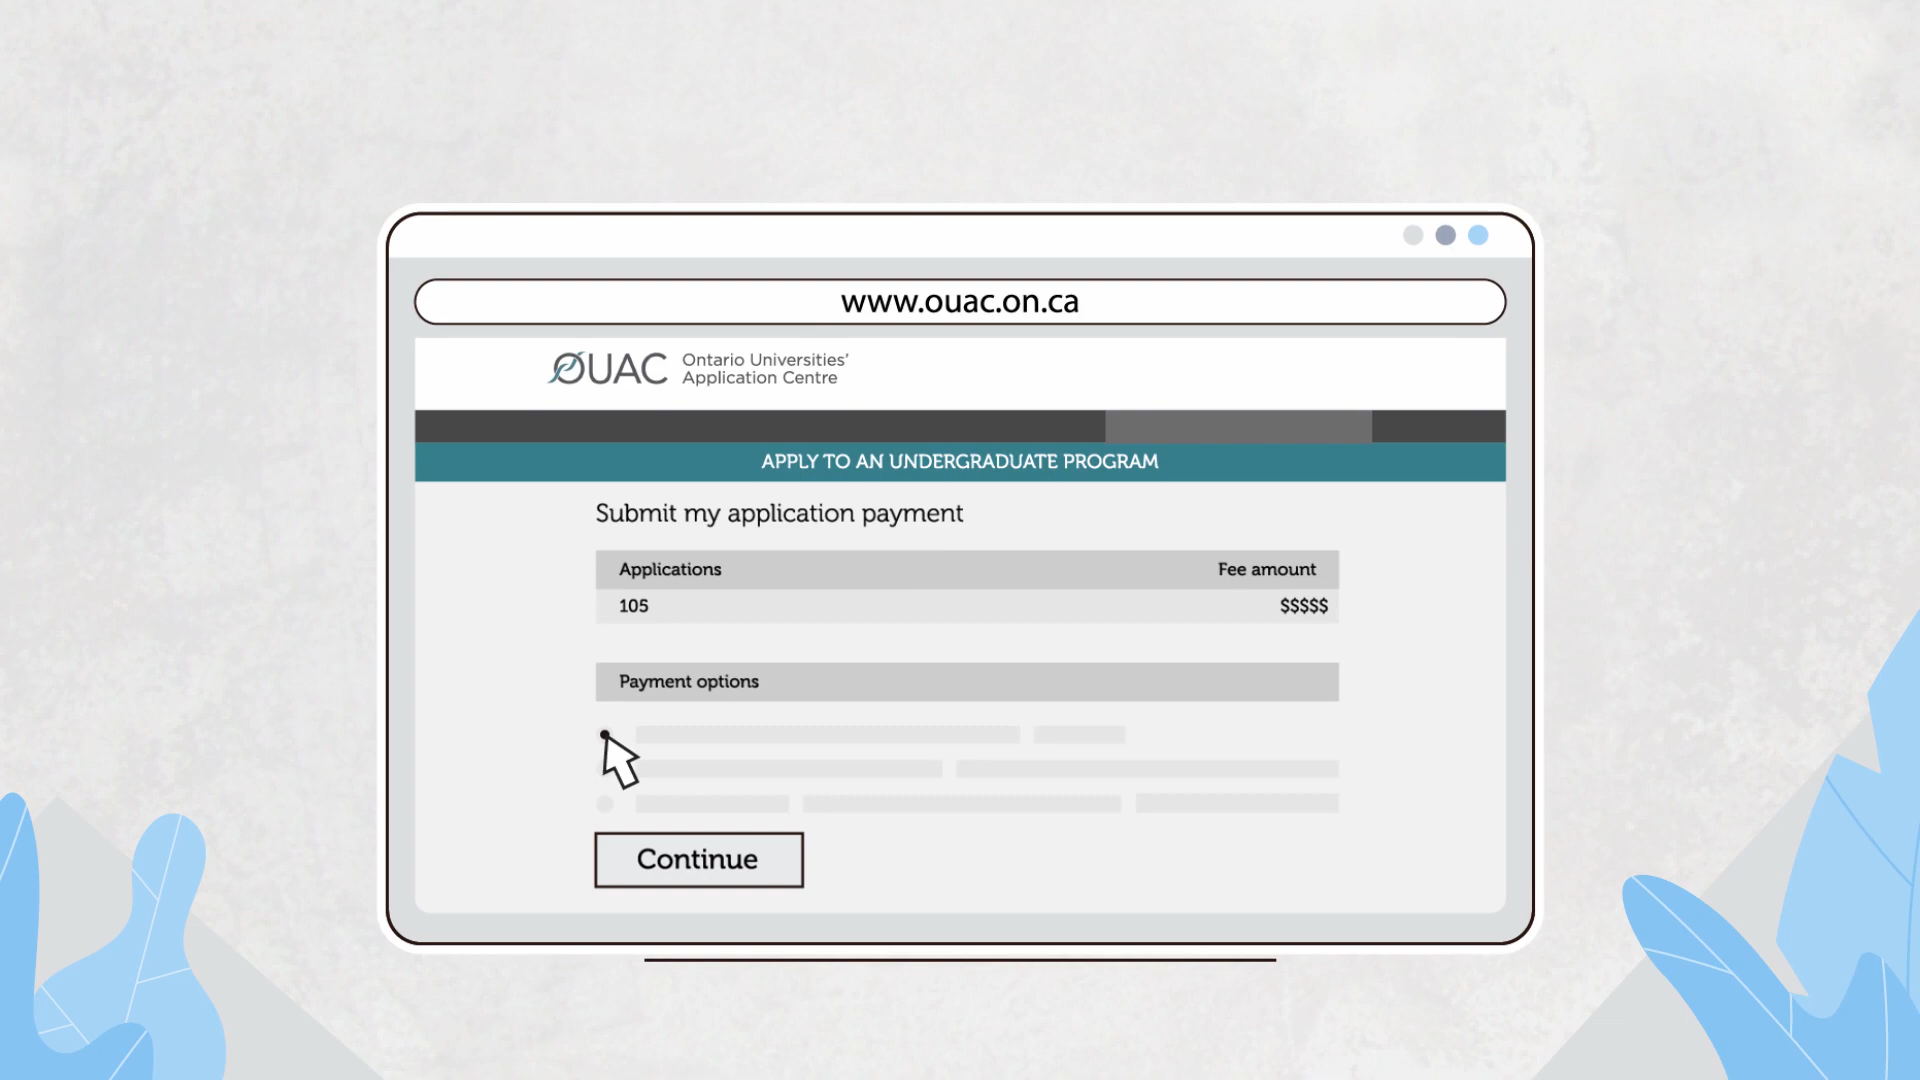 www.ouac.on.ca
OUAC Ontario Universities’
Application Centre
APPLY TO AN UNDERGRADUATE PROGRAM
Submit my application payment
Applications Fee amount
105 $$$$$
Payment options
Continue